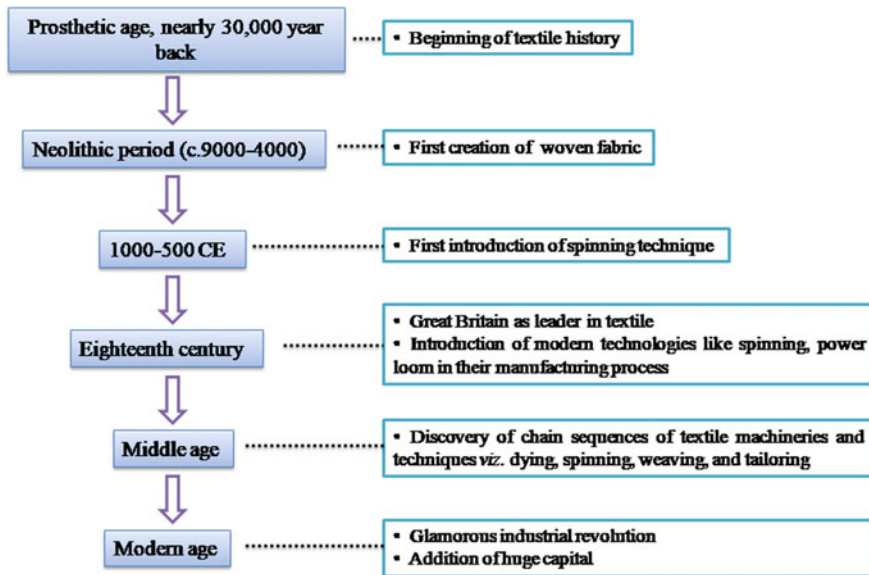 Prosthetic age, nearly 30,000 year
back
▪ Beginning of textile history
Neolithic period (c.9000-4000)
▪ First creation of woven fabric
1000-500 CE
▪ First introduction of spinning technique
Eighteenth century
▪ Great Britain as leader in textile
▪ Introduction of modern technologies like spinning, power
loom in their manufacturing process
Middle age
▪ Discovery of chain sequences of textile machineries and
techniques viz. dying, spinning, weaving, and tailoring
Modern age
▪ Glamorous industrial revolution
▪ Addition of huge capital